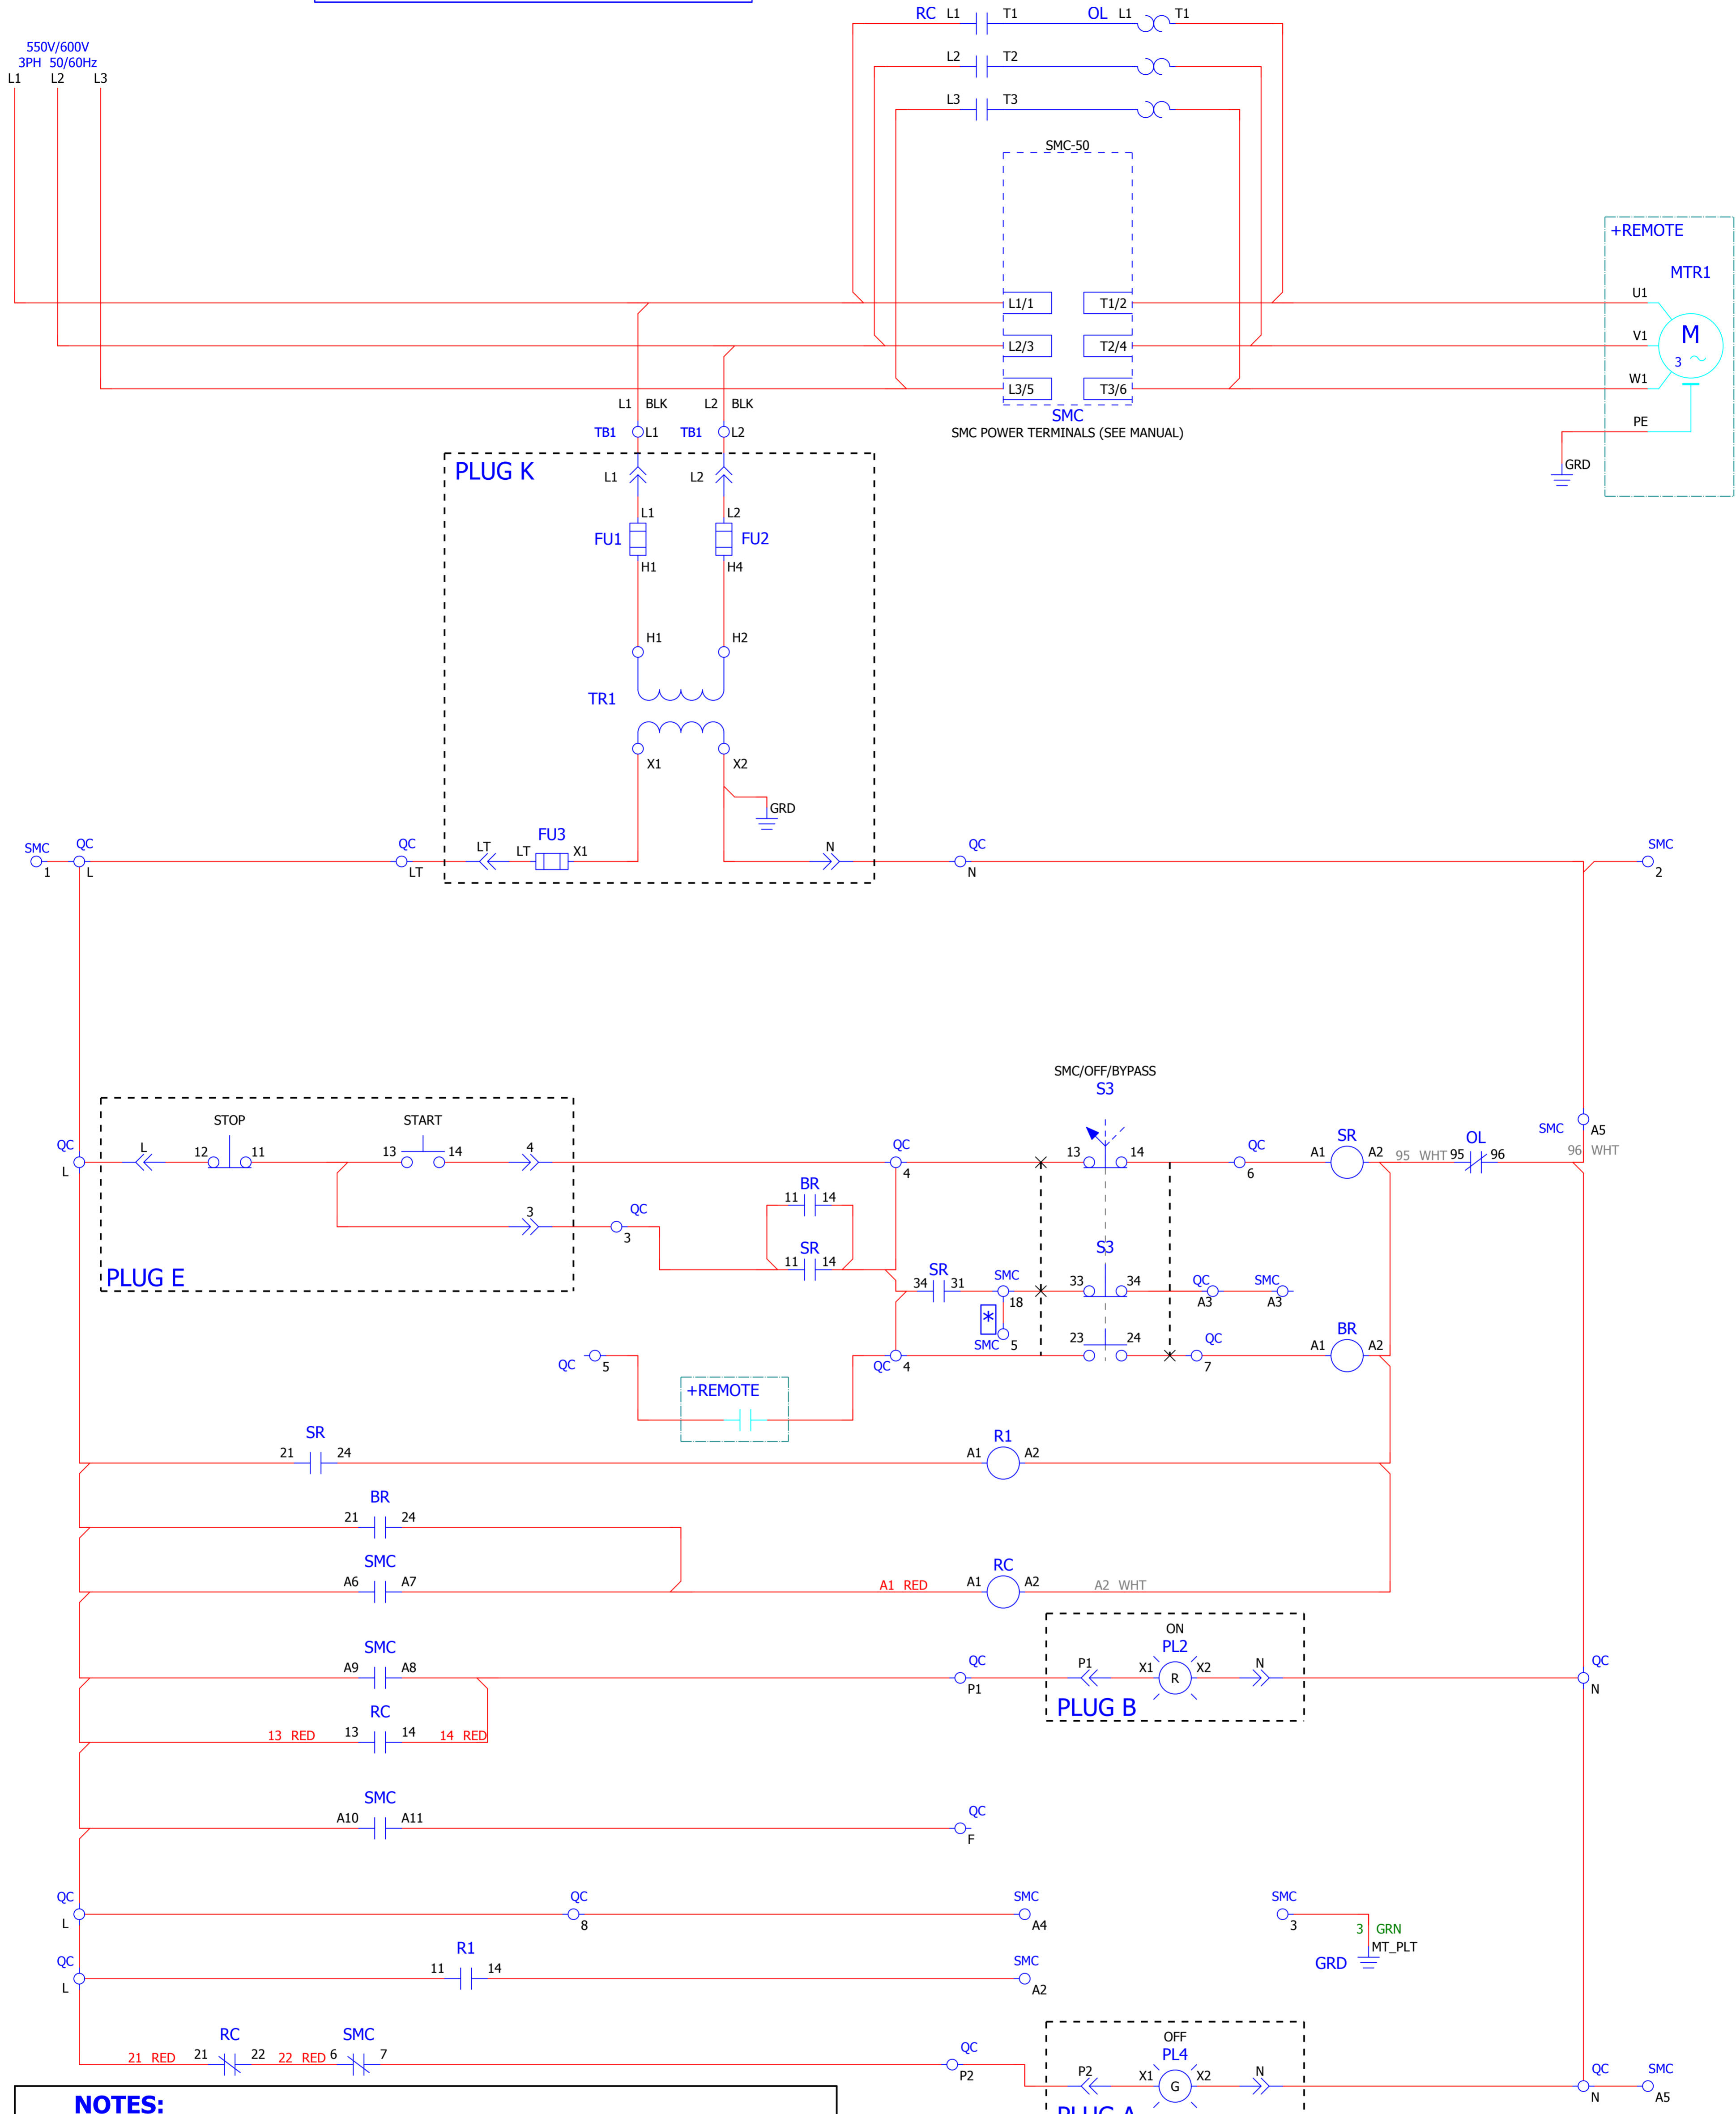 RC L1 T1 OL L1 T1
550V/600V
3PH 50/60Hz
L1 L2 L3
L2 T2
L3 T3
SMC-50
+REMOTE
MTR1
U1
L1/1 T1/2
V1
M
3
L2/3 T2/4
W1
L3/5 T3/6
L1 BLK L2 BLK
SMC
PE
TB1 L1 TB1 L2
SMC POWER TERMINALS (SEE MANUAL)
PLUG K
GRD
L1 L2
L1 L2
FU1 FU2
H1 H4
H1 H2
TR1
X1 X2
GRD
FU3
SMC QC QC LT LT X1 N QC SMC
1 L LT N 2
SMC/OFF/BYPASS
S3
STOP START
SMC A5
QC L 12 11 13 14 4 QC 13 14 QC SR OL
A1 A2 95 WHT 95 96 96 WHT
L 4 6
BR
11 14
3 QC
3
SR
11 14
S3
PLUG E
SR
34 31 SMC 33 34 QC SMC
18 A3 A3
*
SMC 5 23 24 QC BR
A1 A2
QC 5 QC 4 7
+REMOTE
SR R1
21 24 A1 A2
BR
21 24
SMC RC
A6 A7 A1 RED A1 A2 A2 WHT
ON
SMC PL2
A9 A8 QC P1 X1 R X2 N QC
P1 N
RC PLUG B
13 RED 13 14 14 RED
SMC
A10 A11 QC
F
QC QC SMC SMC
L 8 A4 3
3 GRN
MT_PLT
GRD
QC R1 SMC
11 14
L A2
OFF
RC SMC PL4
21 RED 21 22 22 RED 6 7 QC
P2 P2 X1 G X2 N QC SMC
N A5
NOTES:
PLUG A